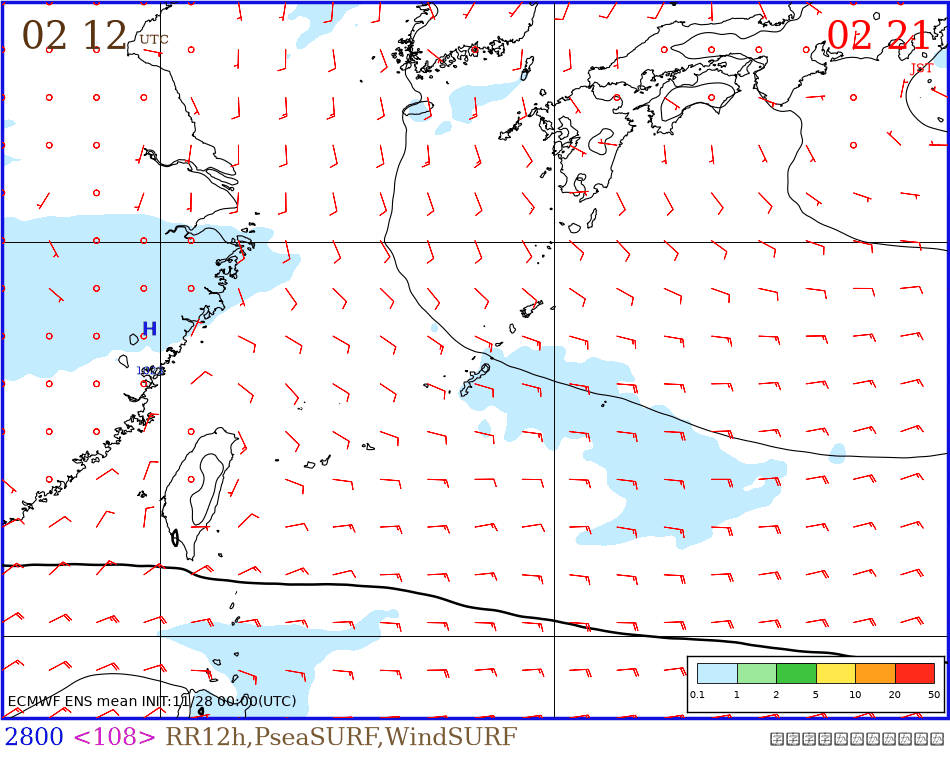 02 12 UTC
02 21
JST
H
ECMWF ENS mean INIT:11/28 00:00(UTC)
0.1 1 2 5 10 20 50
2800 <108> RR12h,PseaSURF,WindSURF